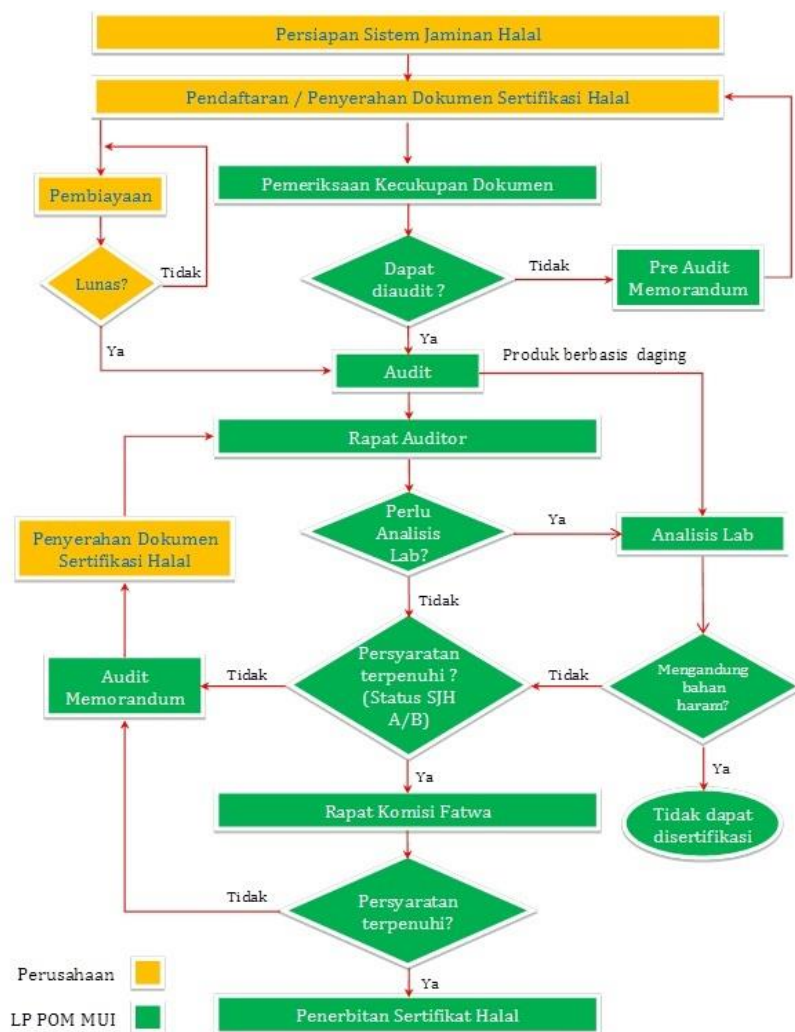 Persiapan Sistem Jaminan Halal
Pendaftaran / Penyerahan Dokumen Sertifikasi Halal
Pembiayaan
Pemeriksaan Kecukupan Dokumen
Lunas?
Tidak
Dapat
diaudit ?
Tidak
Pre Audit
Memorandum
Ya
Ya
Audit
Produk berbasis daging
Rapat Auditor
Penyerahan Dokumen
Sertifikasi Halal
Perlu
Analisis
Lab?
Ya
Analisis Lab
Tidak
Audit
Memorandum
Tidak
Persyaratan
terpenuhi ?
(Status SJH
A/B)
Tidak
Mengandung
bahan
haram?
Ya
Ya
Rapat Komisi Fatwa
Tidak dapat
disertifikasi
Tidak
Persyaratan
terpenuhi?
Perusahaan
Ya
LP POM MUI
Penerbitan Sertifikat Halal